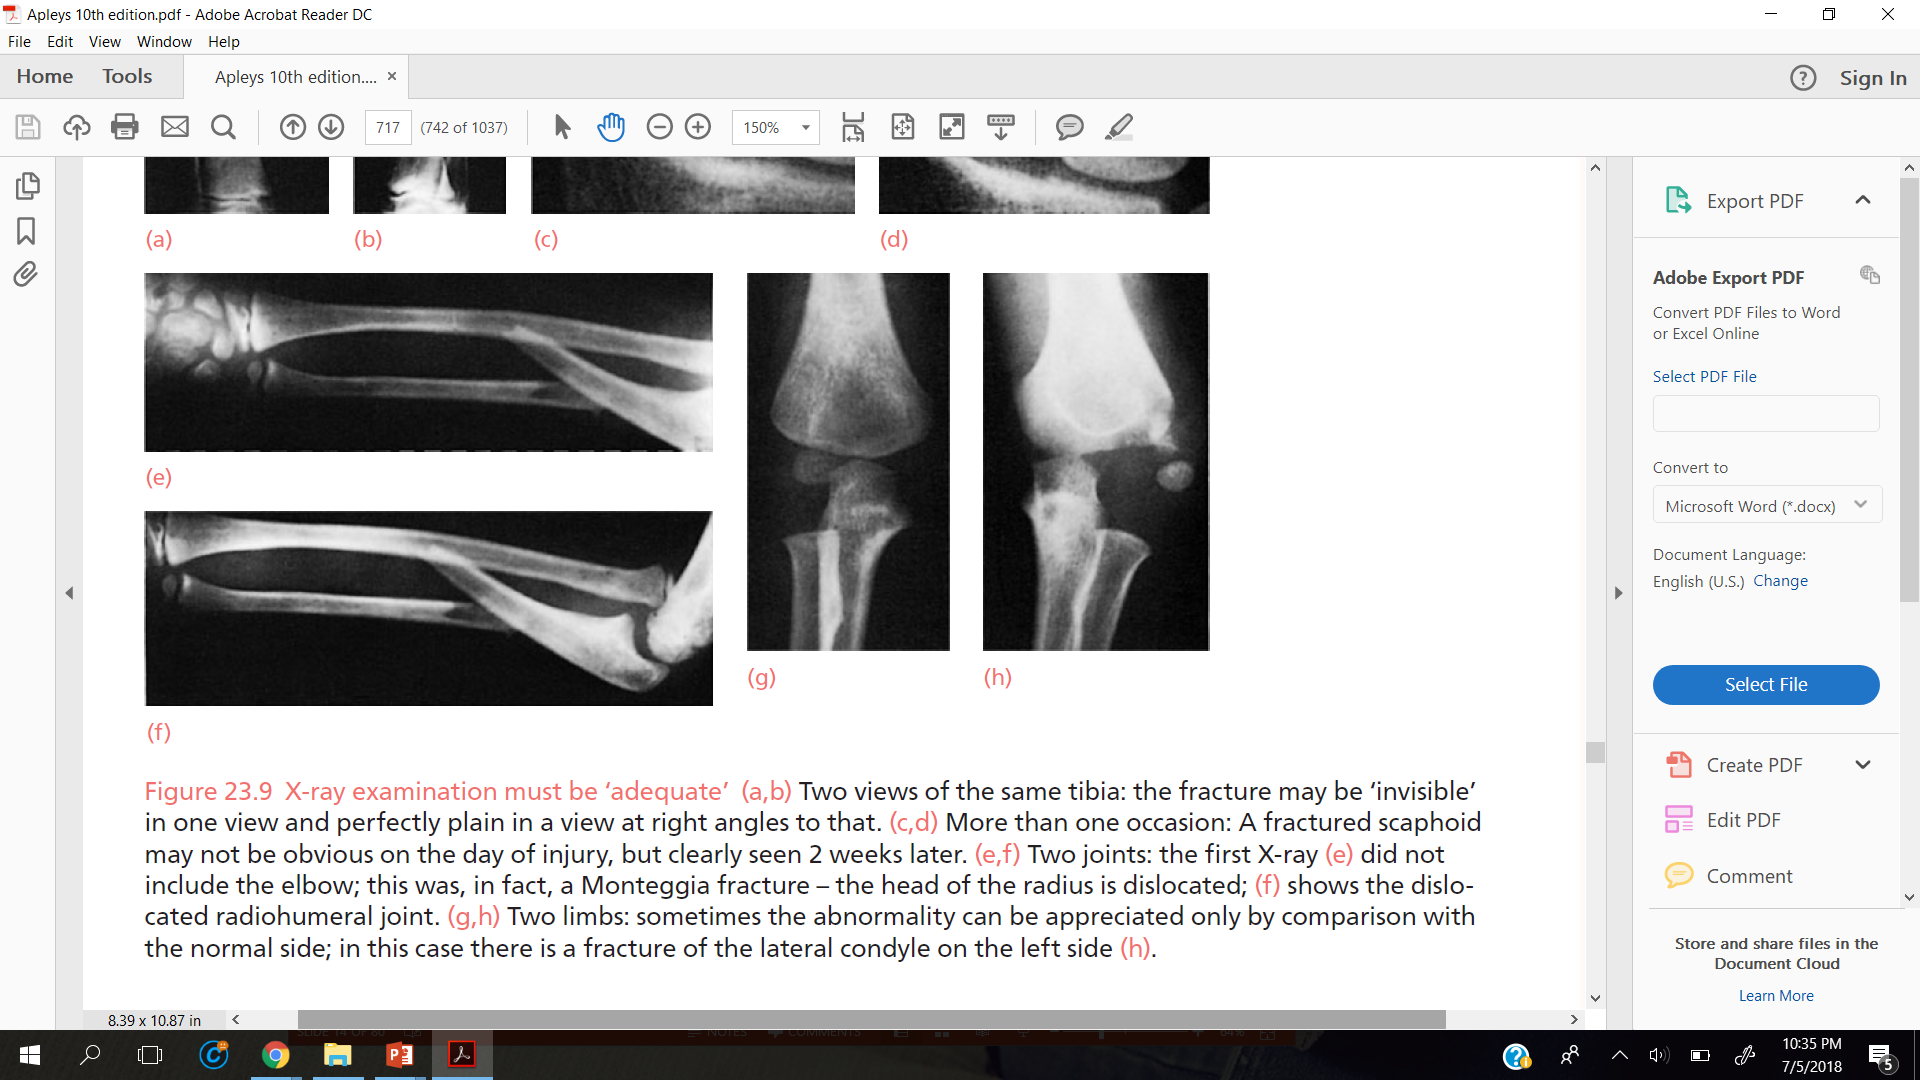 Apleys 10th edition.pdf - Adobe Acrobat Reader DC
File Edit View Window Help
Home Tools Apleys 10th edition.... × Sign In
717 (742 of 1037) 150%
(a) (b) (c) (d)
(e)
(f)
(g) (h)
Figure 23.9 X-ray examination must be ‘adequate’ (a,b) Two views of the same tibia: the fracture may be ‘invisible’
in one view and perfectly plain in a view at right angles to that. (c,d) More than one occasion: A fractured scaphoid
may not be obvious on the day of injury, but clearly seen 2 weeks later. (e,f) Two joints: the first X-ray (e) did not
include the elbow; this was, in fact, a Monteggia fracture – the head of the radius is dislocated; (f) shows the dislo-
cated radiohumeral joint. (g,h) Two limbs: sometimes the abnormality can be appreciated only by comparison with
the normal side; in this case there is a fracture of the lateral condyle on the left side (h).
8.39 x 10.87 in
Export PDF
Adobe Export PDF
Convert PDF Files to Word
or Excel Online
Select PDF File
Convert to
Microsoft Word (*.docx)
Document Language:
English (U.S.) Change
Select File
Create PDF
Edit PDF
Comment
Store and share files in the
Document Cloud
Learn More
SLIDE 14 OF 80 NOTES COMMENTS 64%
10:35 PM
7/5/2018
5